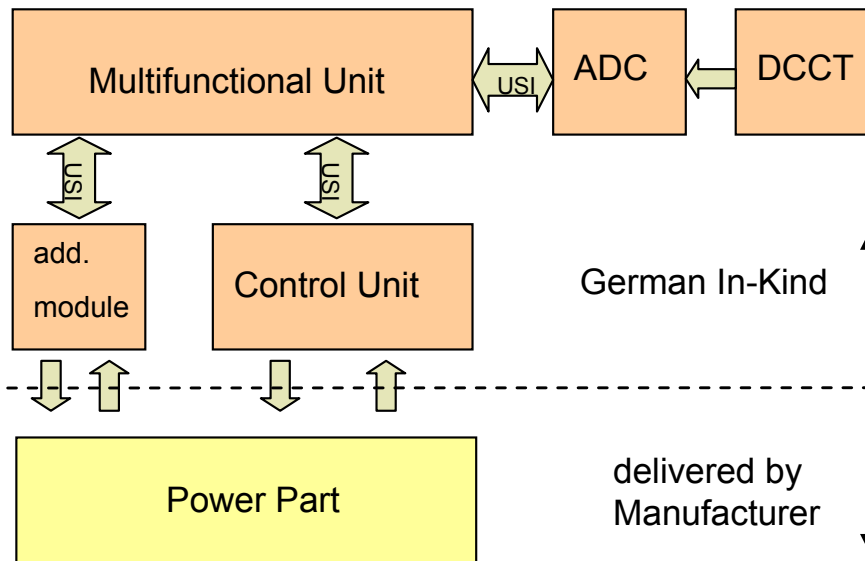 Multifunctional Unit
USI
ADC
DCCT
USI
USI
add.
module
Control Unit
German In-Kind
Power Part
delivered by
Manufacturer